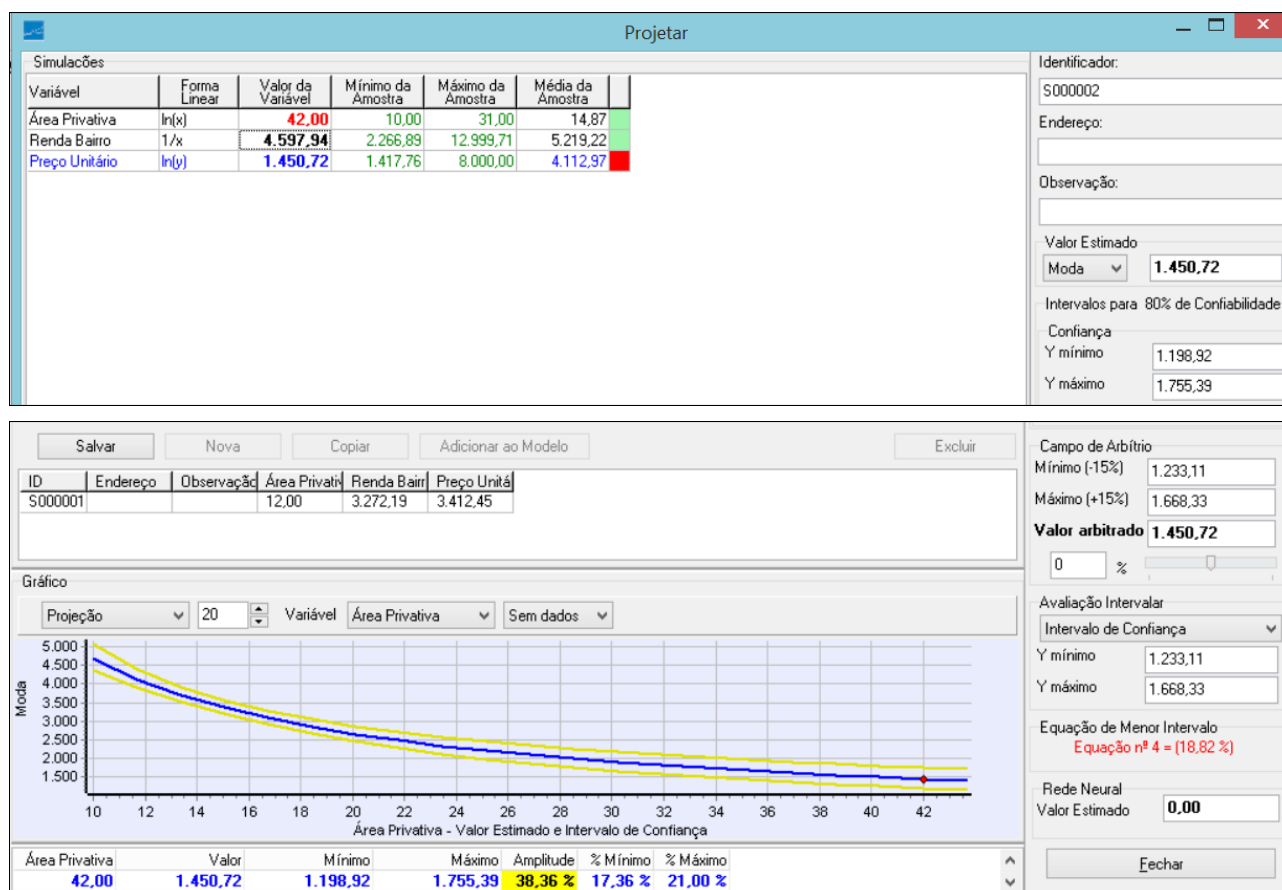 Projetar
Simulacões
Variável Forma Linear Valor da Variável Mínimo da Amostra Máximo da Amostra Média da Amostra
Área Privativa ln(x) 42,00 10,00 31,00 14,87
Renda Bairro 1/x 4.597,94 2.266,89 12.999,71 5.219,22
Preço Unitário ln(y) 1.450,72 1.417,76 8.000,00 4.112,97
Identificador:
S000002
Endereço:
Observação:
Valor Estimado
Moda 1.450,72
Intervalos para 80% de Confiabilidade
Confiança
Y mínimo 1.198,92
Y máximo 1.755,39
Salvar Nova Copiar Adicionar ao Modelo Excluir
ID Endereço Observação Área Privativ Renda Bairr Preço Unitá
S000001 12,00 3.272,19 3.412,45
Gráfico
Projeção 20 Variável Área Privativa Sem dados
5.000
4.500
4.000
3.500
3.000
2.500
2.000
1.500
Moda
10 12 14 16 18 20 22 24 26 28 30 32 34 36 38 40 42
Área Privativa - Valor Estimado e Intervalo de Confiança
Área Privativa Valor Mínimo Máximo Amplitude % Mínimo % Máximo
42,00 1.450,72 1.198,92 1.755,39 38,36 % 17,36 % 21,00 %
Campo de Arbítrio
Mínimo (-15%) 1.233,11
Máximo (+15%) 1.668,33
Valor arbitrado 1.450,72
0 %
Avaliação Intervalar
Intervalo de Confiança
Y mínimo 1.233,11
Y máximo 1.668,33
Equação de Menor Intervalo
Equação nº 4 = (18,82 %)
Rede Neural
Valor Estimado 0,00
Fechar